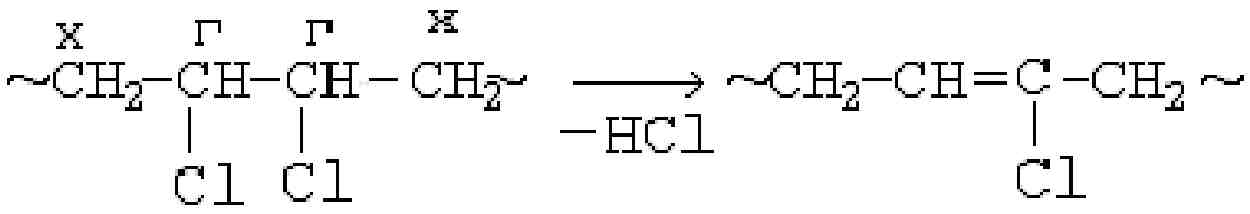 х г г ж
~CH₂–CH–CH–CH₂~ ⟶ ~CH₂–CH=C–CH₂~
–HCl
Cl Cl Cl